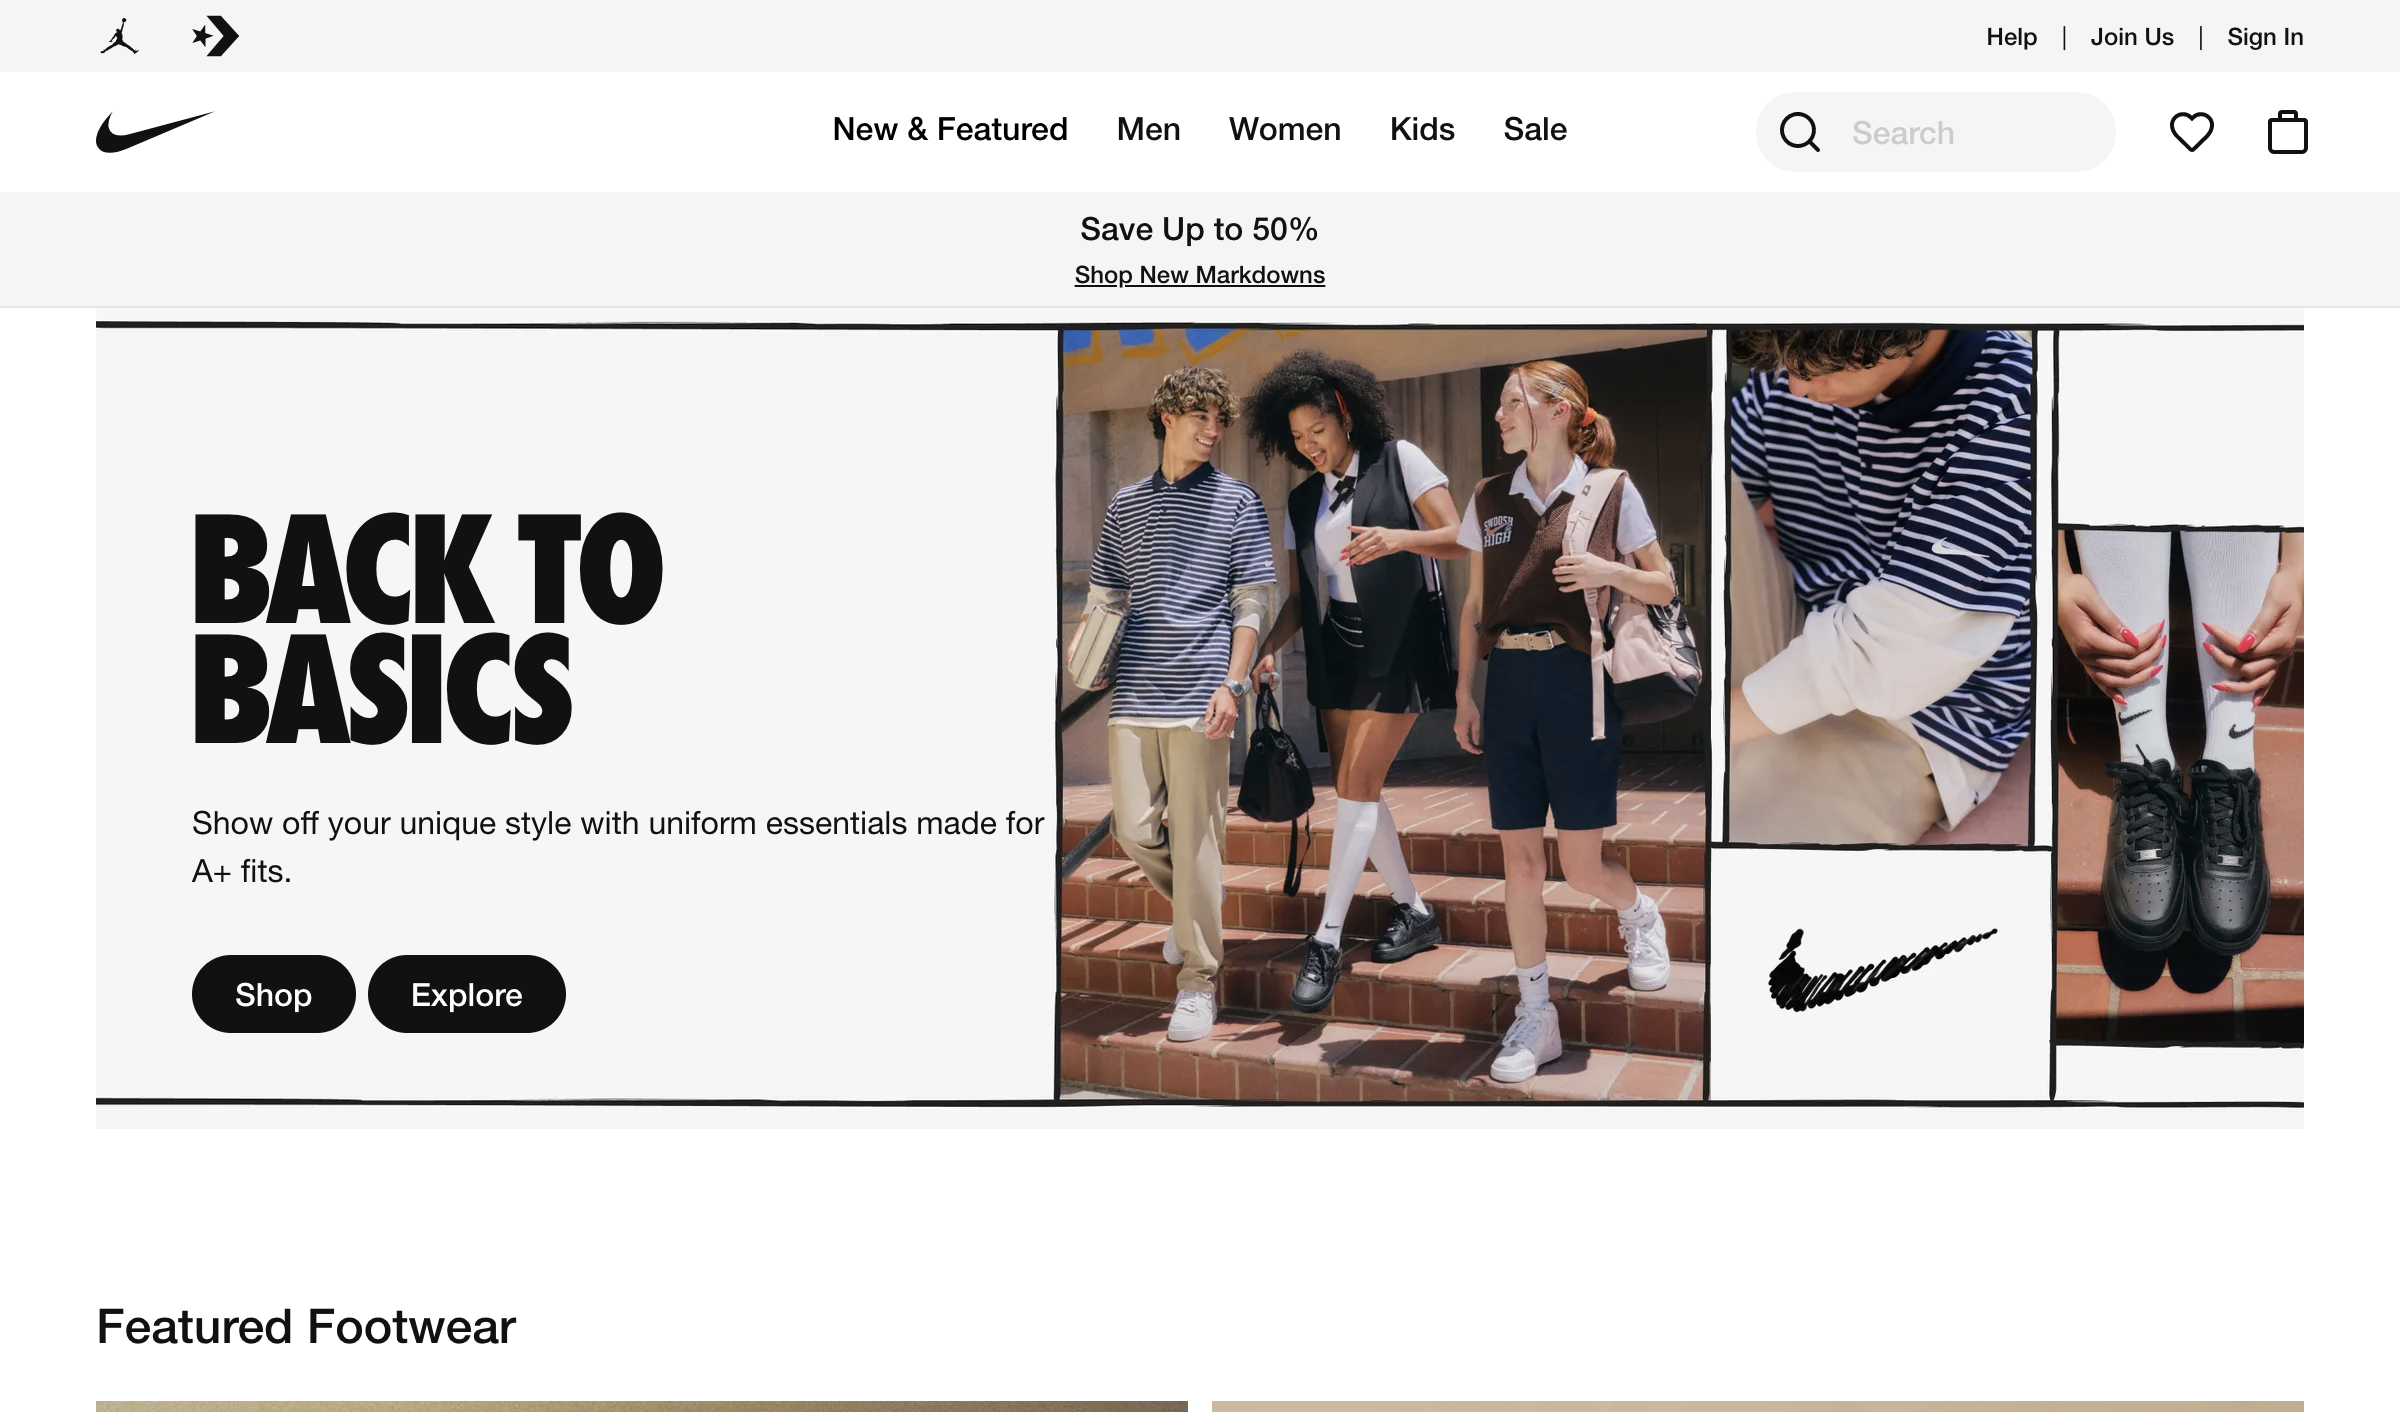 Help | Join Us | Sign In
New & Featured Men Women Kids Sale
Search
Save Up to 50%
Shop New Markdowns
BACK TO
BASICS
Show off your unique style with uniform essentials made for
A+ fits.
Shop Explore
SWOOSH
HIGH
Featured Footwear